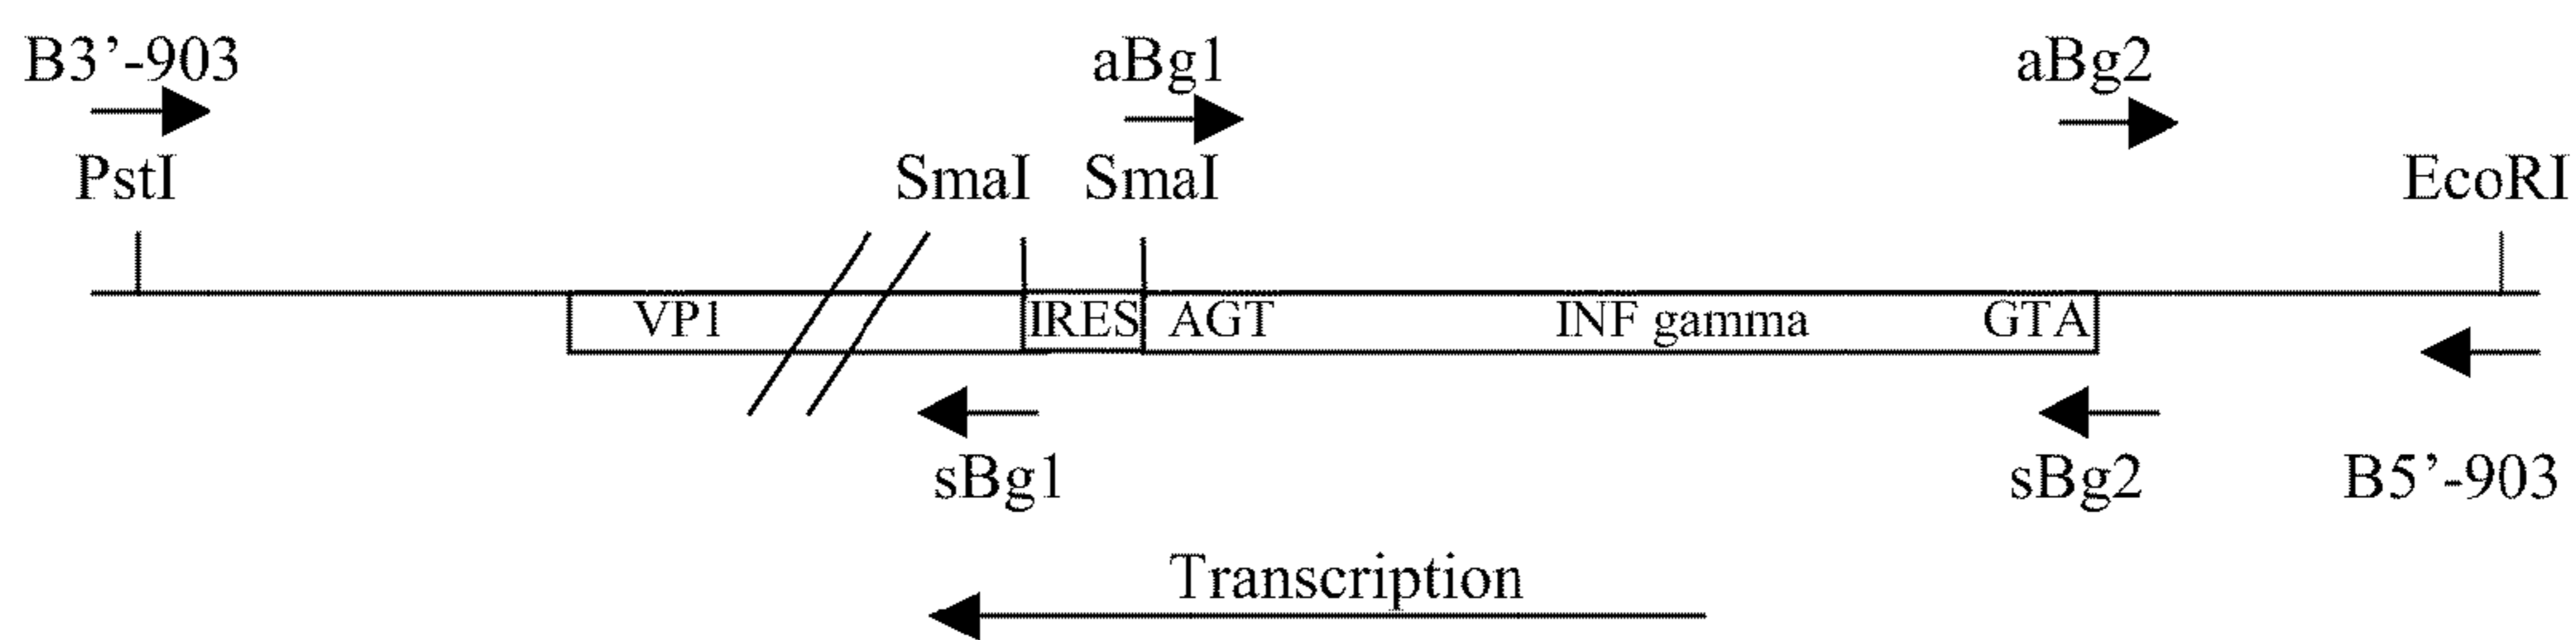 B3’-903
aBg1
aBg2
PstI
SmaI
SmaI
EcoRI
VP1
IRES
AGT
INF gamma
GTA
sBg1
sBg2
B5’-903
Transcription